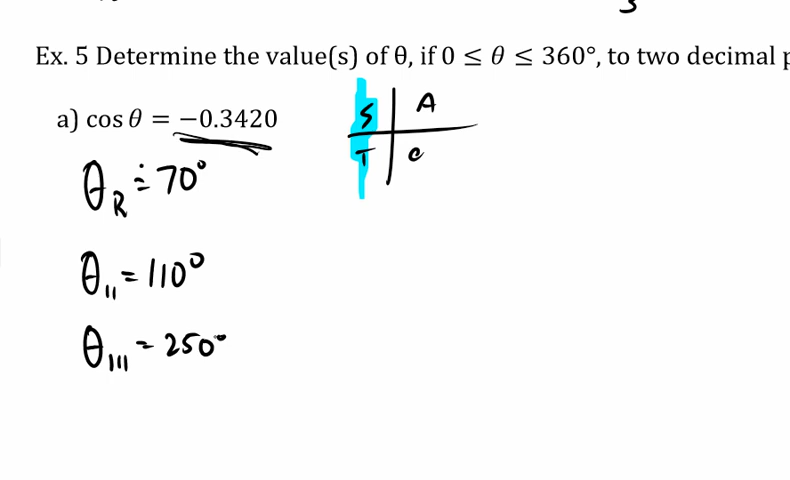 Ex. 5 Determine the value(s) of θ, if 0 ≤ θ ≤ 360°, to two decimal
a) cos θ = −0.3420
S A
T C
θR ≐ 70°
θII = 110°
θIII = 250°